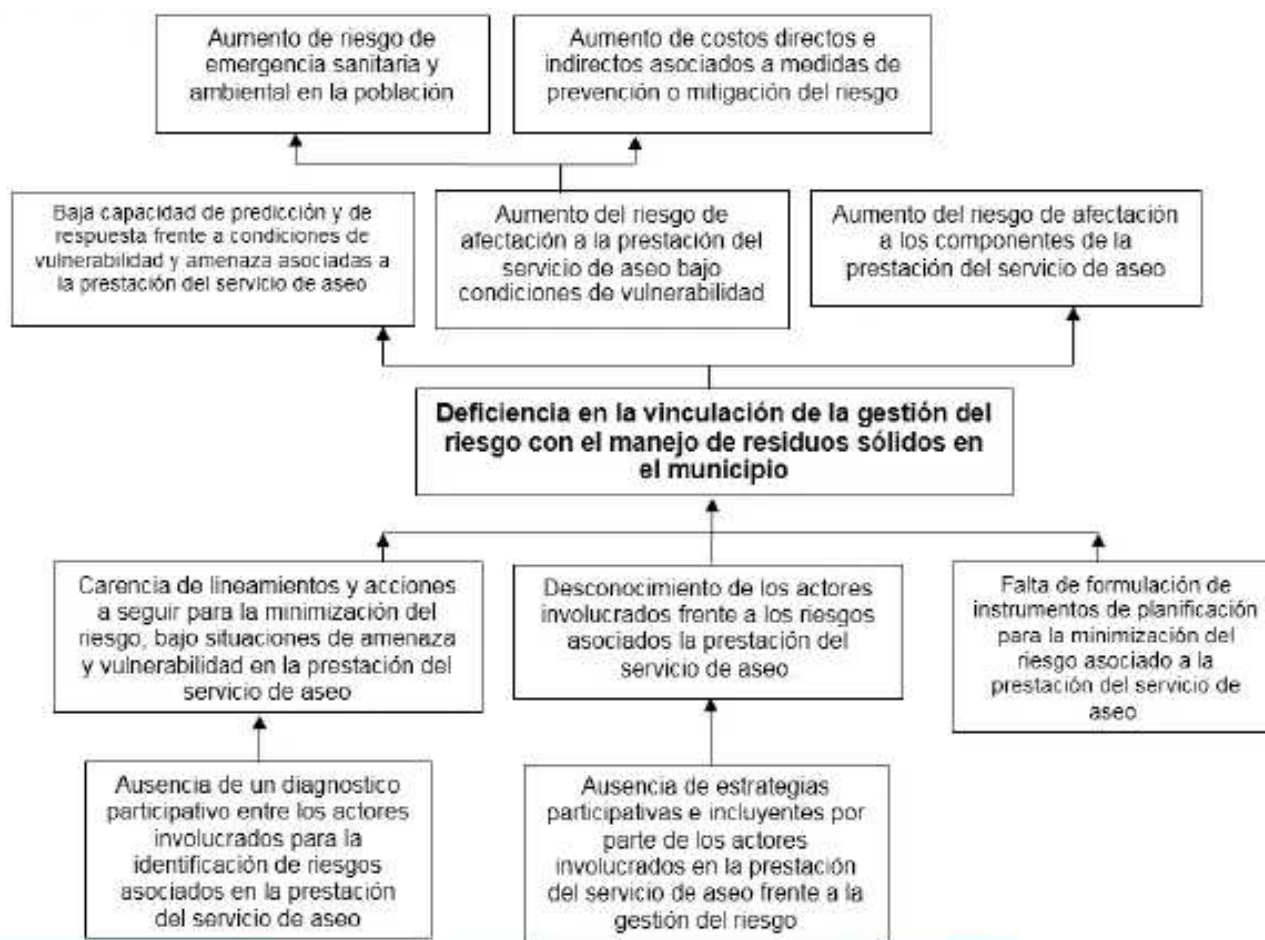 Aumento de riesgo de
emergencia sanitaria y
ambiental en la población
Aumento de costos directos e
indirectos asociados a medidas de
prevención o mitigación del riesgo
Baja capacidad de predicción y de
respuesta frente a condiciones de
vulnerabilidad y amenaza asociadas a
la prestación del servicio de aseo
Aumento del riesgo de
afectación a la prestación del
servicio de aseo bajo
condiciones de vulnerabilidad
Aumento del riesgo de afectación
a los componentes de la
prestación del servicio de aseo
Deficiencia en la vinculación de la gestión del
riesgo con el manejo de residuos sólidos en
el municipio
Carencia de lineamientos y acciones
a seguir para la minimización del
riesgo, bajo situaciones de amenaza
y vulnerabilidad en la prestación del
servicio de aseo
Desconocimiento de los actores
involucrados frente a los riesgos
asociados la prestación del
servicio de aseo
Falta de formulación de
instrumentos de planificación
para la minimización del
riesgo asociado a la
prestación del servicio de
aseo
Ausencia de un diagnostico
participativo entre los actores
involucrados para la
identificación de riesgos
asociados en la prestación
del servicio de aseo
Ausencia de estrategias
participativas e incluyentes por
parte de los actores
involucrados en la prestación
del servicio de aseo frente a la
gestión del riesgo